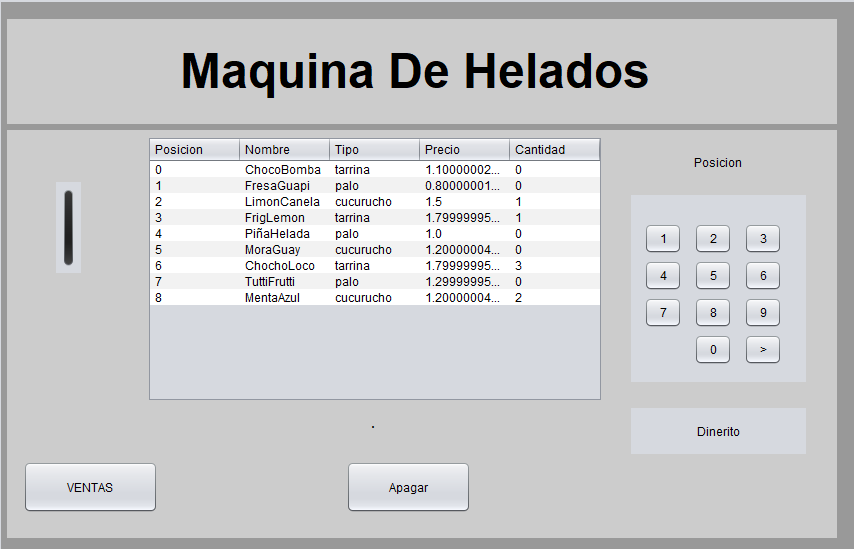 Maquina De Helados
Posicion Nombre Tipo Precio Cantidad
0 ChocoBomba tarrina 1.10000002... 0
1 FresaGuapi palo 0.80000001... 0
2 LimonCanela cucurucho 1.5 1
3 FrigLemon tarrina 1.79999995... 1
4 PiñaHelada palo 1.0 0
5 MoraGuay cucurucho 1.20000004... 0
6 ChochoLoco tarrina 1.79999995... 3
7 TuttiFrutti palo 1.29999995... 0
8 MentaAzul cucurucho 1.20000004... 2
.
Posicion
1 2 3
4 5 6
7 8 9
0 >
Dinerito
VENTAS
Apagar